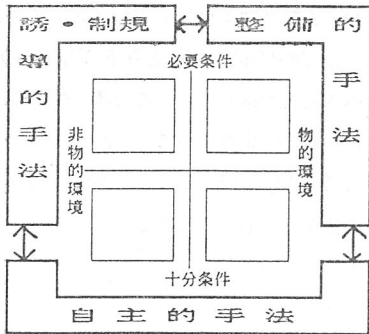 規制・誘導的手法
整備的手法
必要条件
非物的環境
物的環境
十分条件
自主的手法